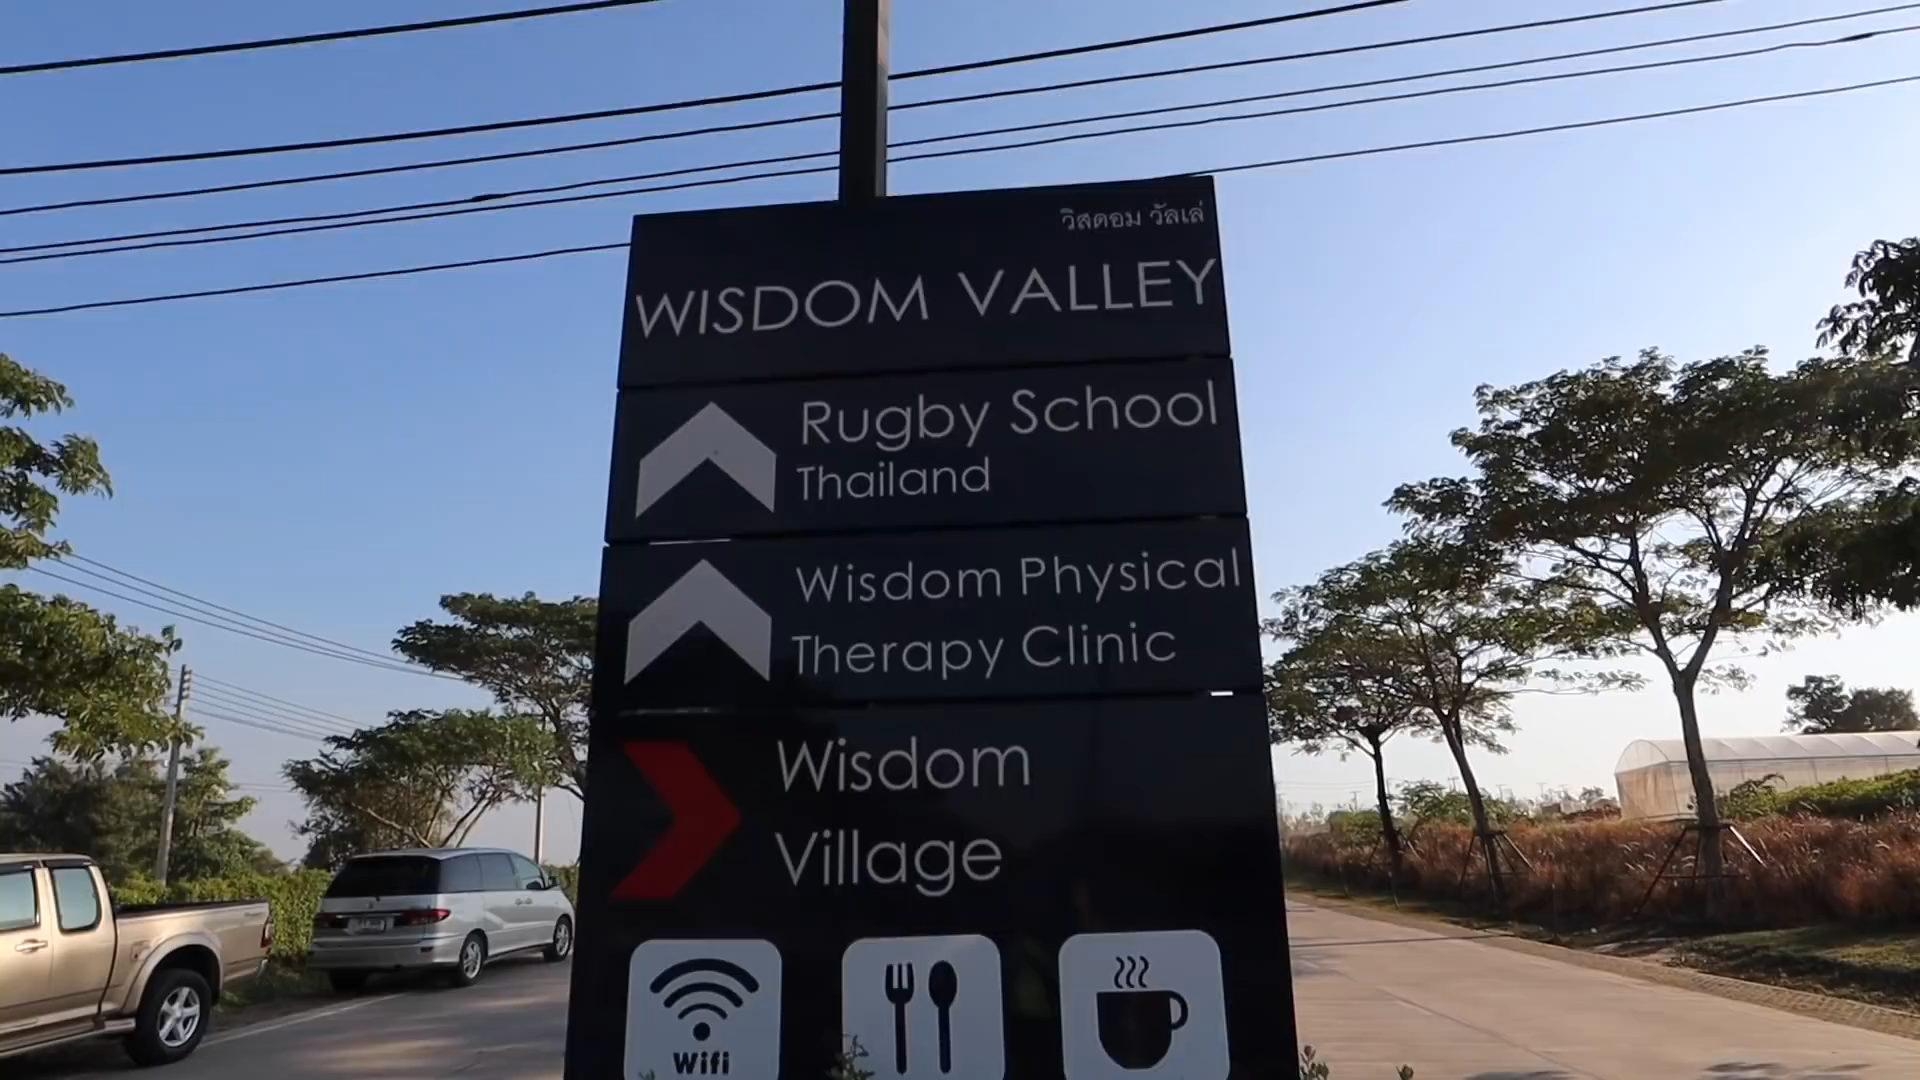 วิสดอม วัลเล่
WISDOM VALLEY
Rugby School
Thailand
Wisdom Physical
Therapy Clinic
Wisdom
Village
Wifi